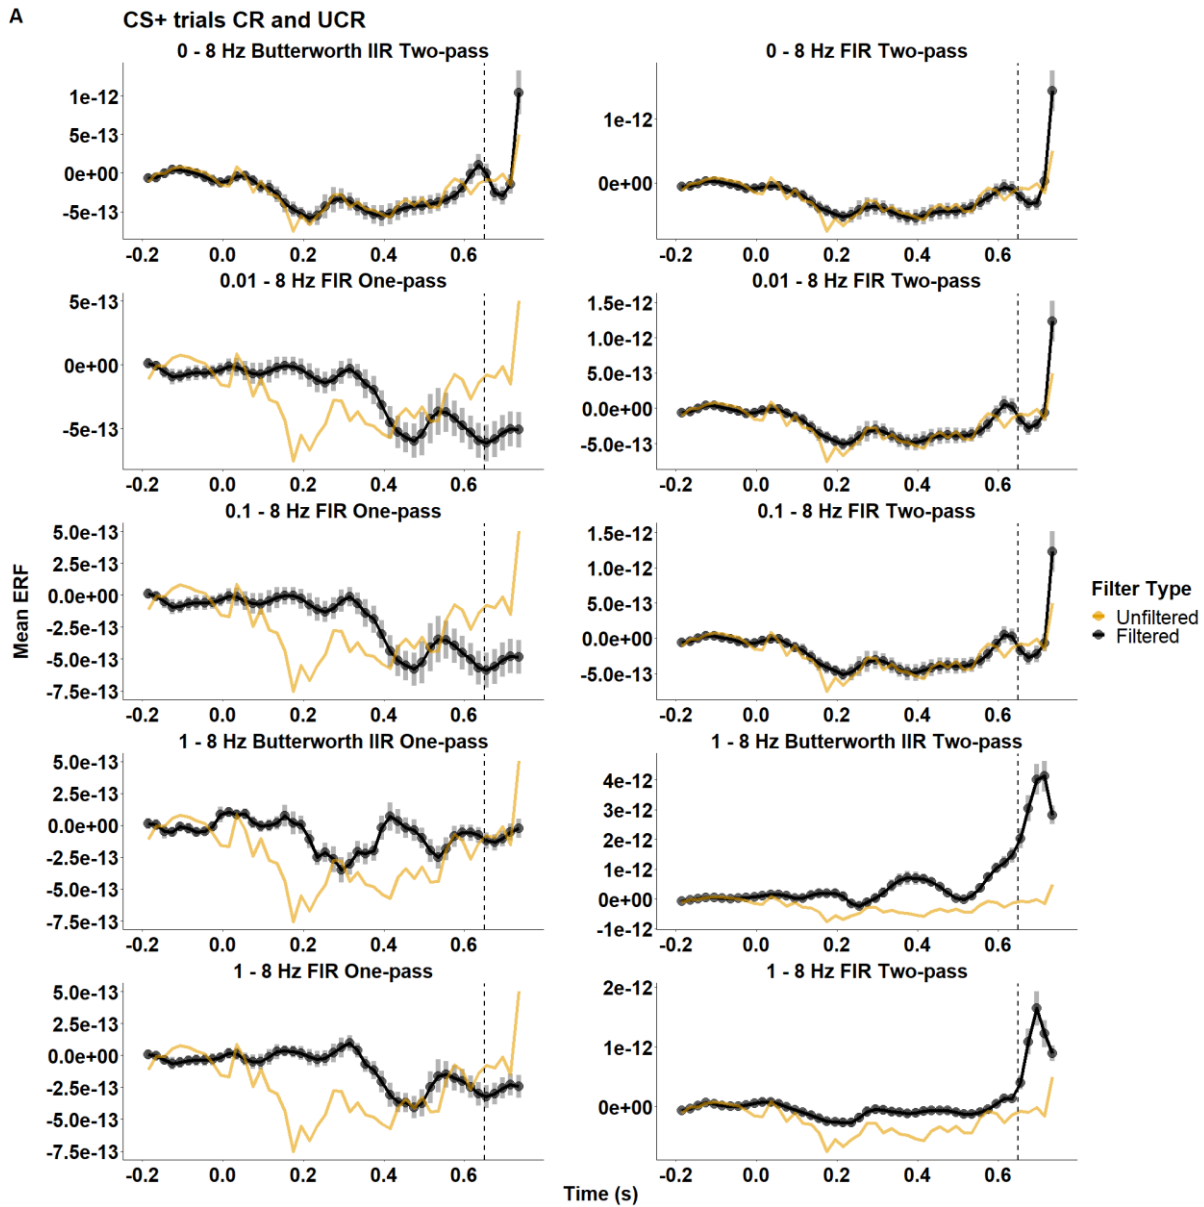 A
CS+ trials CR and UCR
0 - 8 Hz Butterworth IIR Two-pass
1e-12
5e-13
0e+00
-5e-13
-0.2 0.0 0.2 0.4 0.6
0 - 8 Hz FIR Two-pass
1e-12
0e+00
-0.2 0.0 0.2 0.4 0.6
0.01 - 8 Hz FIR One-pass
5e-13
0e+00
-5e-13
-0.2 0.0 0.2 0.4 0.6
0.01 - 8 Hz FIR Two-pass
1.5e-12
1.0e-12
5.0e-13
0.0e+00
-5.0e-13
-0.2 0.0 0.2 0.4 0.6
0.1 - 8 Hz FIR One-pass
5.0e-13
2.5e-13
0.0e+00
-2.5e-13
-5.0e-13
-7.5e-13
-0.2 0.0 0.2 0.4 0.6
0.1 - 8 Hz FIR Two-pass
1.5e-12
1.0e-12
5.0e-13
0.0e+00
-5.0e-13
-0.2 0.0 0.2 0.4 0.6
1 - 8 Hz Butterworth IIR One-pass
5.0e-13
2.5e-13
0.0e+00
-2.5e-13
-5.0e-13
-7.5e-13
-0.2 0.0 0.2 0.4 0.6
1 - 8 Hz Butterworth IIR Two-pass
4e-12
3e-12
2e-12
1e-12
0e+00
-1e-12
-0.2 0.0 0.2 0.4 0.6
1 - 8 Hz FIR One-pass
5.0e-13
2.5e-13
0.0e+00
-2.5e-13
-5.0e-13
-7.5e-13
-0.2 0.0 0.2 0.4 0.6
1 - 8 Hz FIR Two-pass
2e-12
1e-12
0e+00
-0.2 0.0 0.2 0.4 0.6
Mean ERF
Time (s)
Filter Type
Unfiltered
Filtered